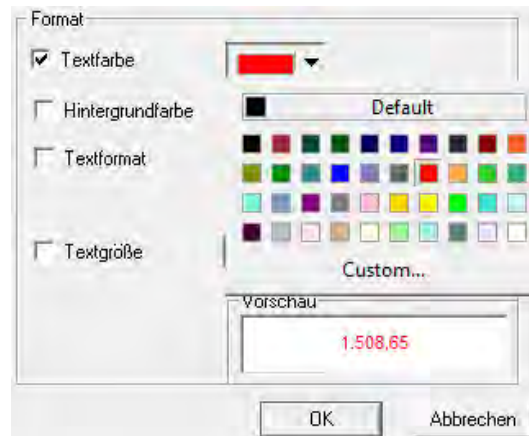 Format
Textfarbe
Hintergrundfarbe
Default
Textformat
Textgröße
Custom...
Vorschau
1.508,65
OK
Abbrechen